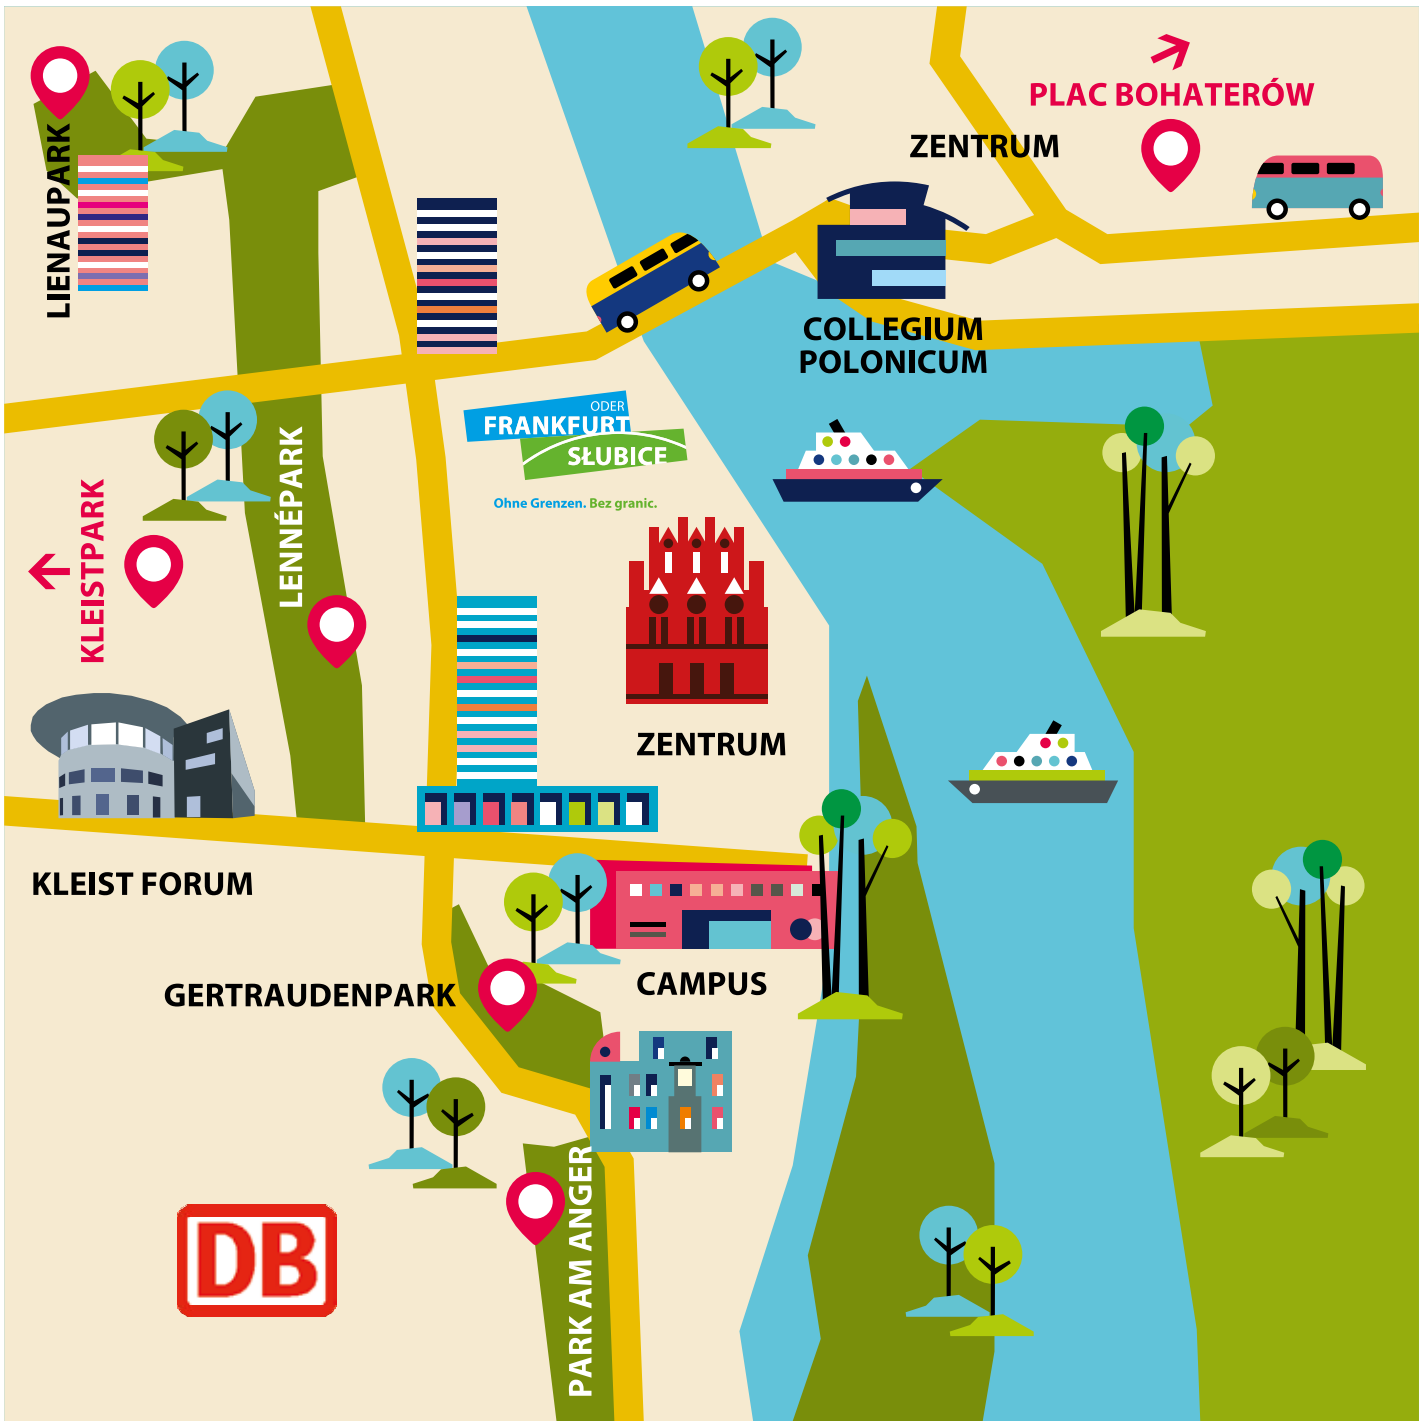 PLAC BOHATERÓW
ZENTRUM
LIENAUPARK
COLLEGIUM
POLONICUM
ODER
FRANKFURT
SŁUBICE
Ohne Grenzen. Bez granic.
LENNÉPARK
KLEISTPARK
ZENTRUM
KLEIST FORUM
GERTRAUDENPARK
CAMPUS
PARK AM ANGER
DB